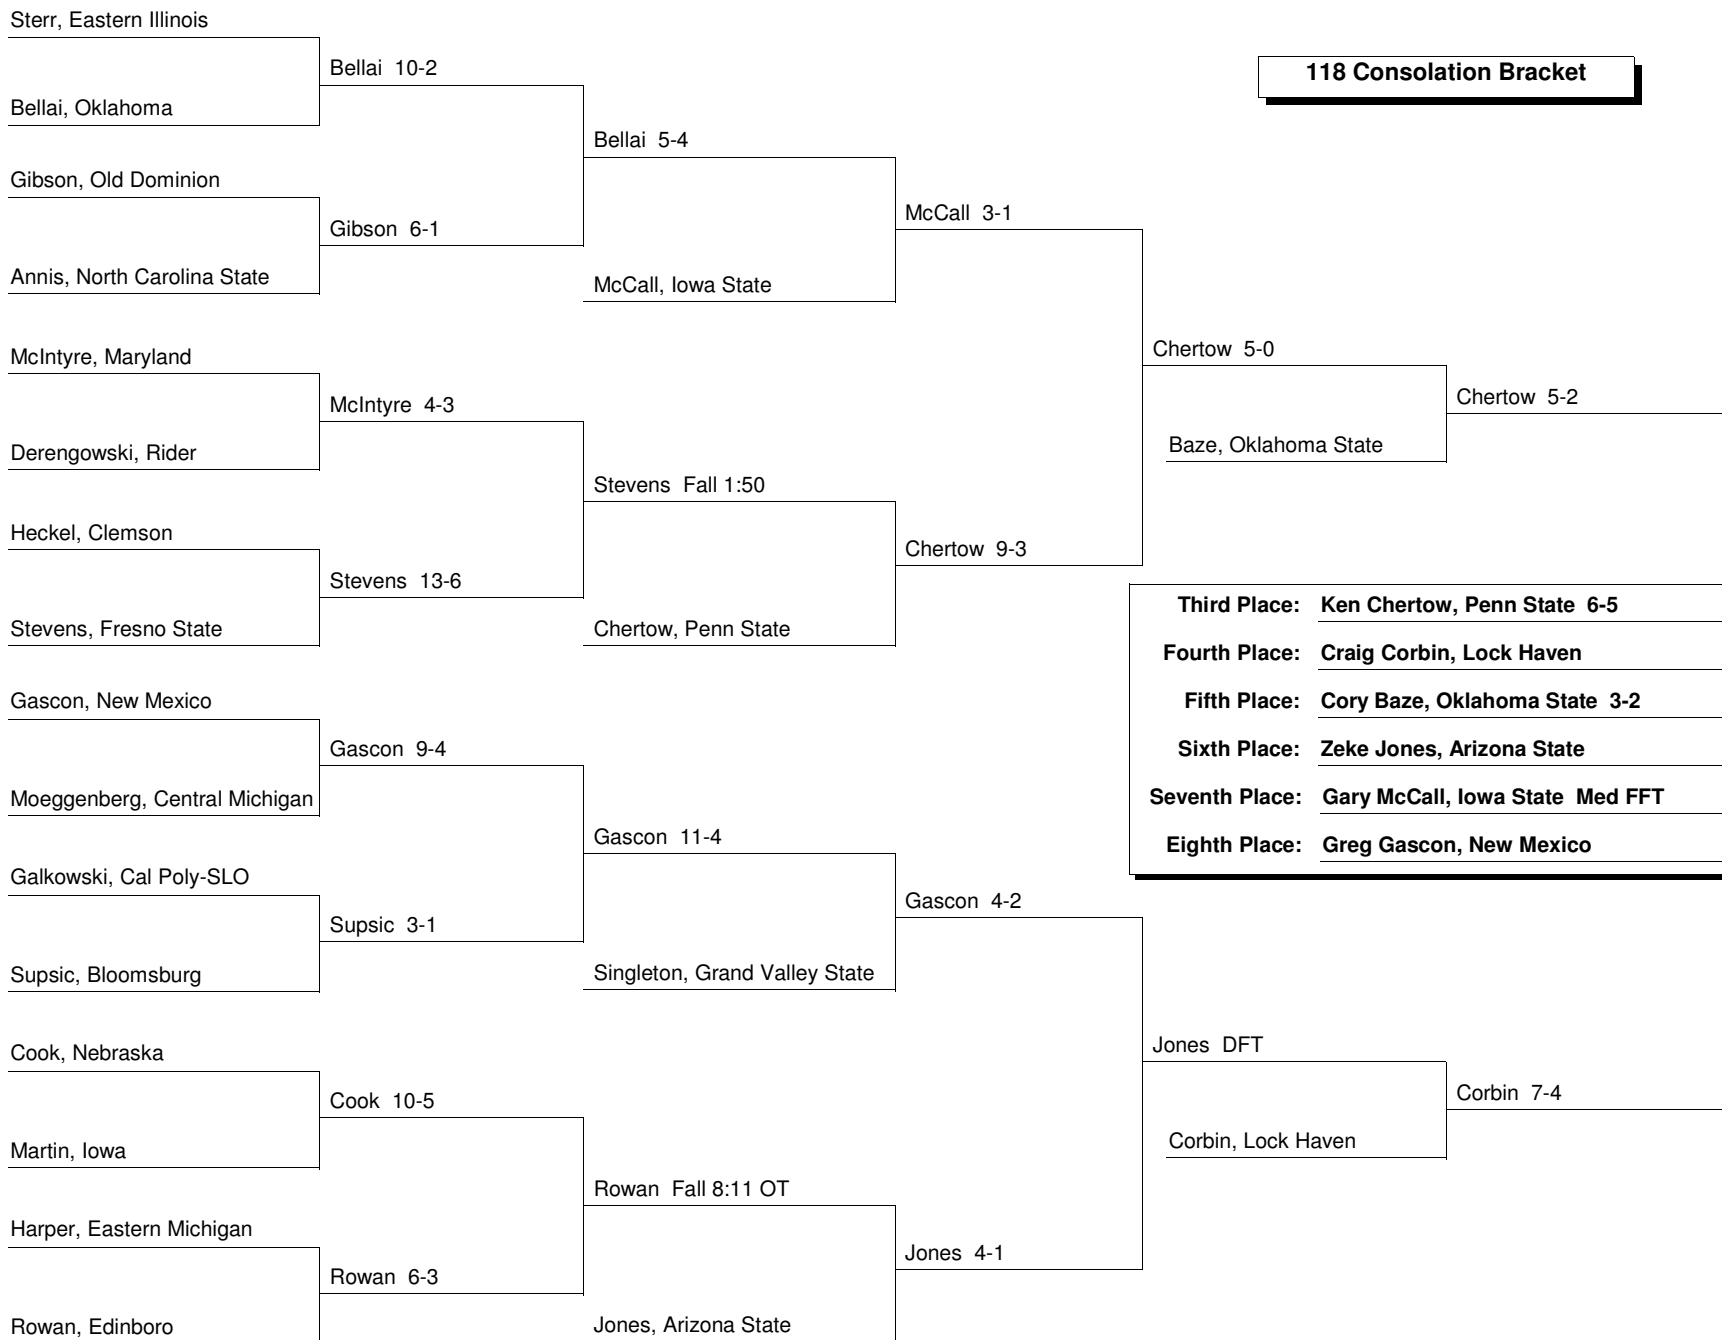 118 Consolation Bracket
Sterr, Eastern Illinois
Bellai, Oklahoma
Gibson, Old Dominion
Annis, North Carolina State
McIntyre, Maryland
Derengowski, Rider
Heckel, Clemson
Stevens, Fresno State
Gascon, New Mexico
Moeggenberg, Central Michigan
Galkowski, Cal Poly-SLO
Supsic, Bloomsburg
Cook, Nebraska
Martin, Iowa
Harper, Eastern Michigan
Rowan, Edinboro
Bellai 10-2
Gibson 6-1
McIntyre 4-3
Stevens 13-6
Gascon 9-4
Supsic 3-1
Cook 10-5
Rowan 6-3
Bellai 5-4
McCall, Iowa State
Stevens Fall 1:50
Chertow, Penn State
Gascon 11-4
Singleton, Grand Valley State
Rowan Fall 8:11 OT
Jones, Arizona State
McCall 3-1
Chertow 9-3
Gascon 4-2
Jones 4-1
Chertow 5-0
Baze, Oklahoma State
Jones DFT
Corbin, Lock Haven
Chertow 5-2
Corbin 7-4
Third Place: Ken Chertow, Penn State 6-5
Fourth Place: Craig Corbin, Lock Haven
Fifth Place: Cory Baze, Oklahoma State 3-2
Sixth Place: Zeke Jones, Arizona State
Seventh Place: Gary McCall, Iowa State Med FFT
Eighth Place: Greg Gascon, New Mexico